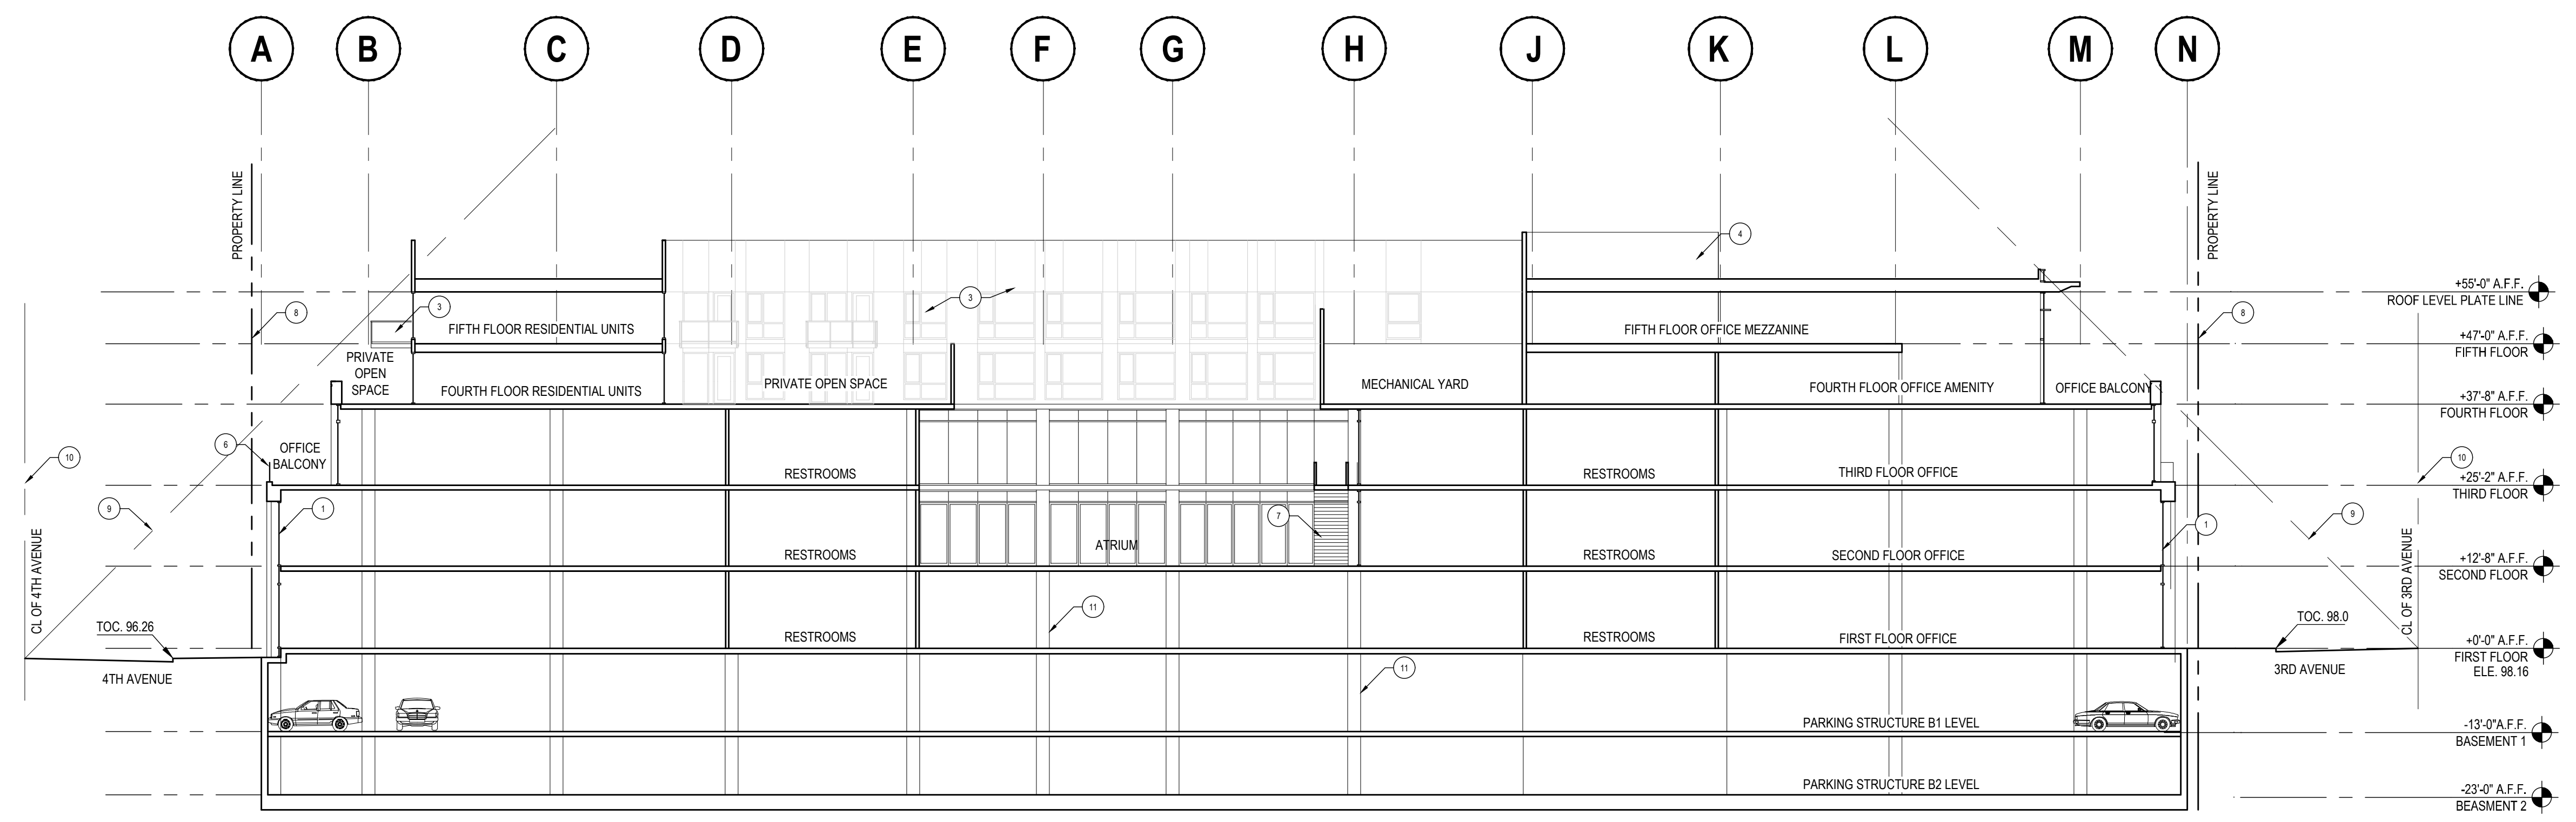 A B C D E F G H J K L M N
PROPERTY LINE
PROPERTY LINE
4
+55'-0" A.F.F.
ROOF LEVEL PLATE LINE
8
3
3
8
FIFTH FLOOR RESIDENTIAL UNITS
FIFTH FLOOR OFFICE MEZZANINE
+47'-0" A.F.F.
FIFTH FLOOR
PRIVATE
OPEN
SPACE
FOURTH FLOOR RESIDENTIAL UNITS
PRIVATE OPEN SPACE
MECHANICAL YARD
FOURTH FLOOR OFFICE AMENITY
OFFICE BALCONY
+37'-8" A.F.F.
FOURTH FLOOR
6
OFFICE
BALCONY
10
10
RESTROOMS
RESTROOMS
THIRD FLOOR OFFICE
+25'-2" A.F.F.
THIRD FLOOR
9
1
7
1
9
CL OF 4TH AVENUE
CL OF 3RD AVENUE
ATRIUM
RESTROOMS
RESTROOMS
SECOND FLOOR OFFICE
+12'-8" A.F.F.
SECOND FLOOR
11
TOC. 96.26
TOC. 98.0
RESTROOMS
RESTROOMS
FIRST FLOOR OFFICE
+0'-0" A.F.F.
FIRST FLOOR
ELE. 98.16
11
4TH AVENUE
3RD AVENUE
PARKING STRUCTURE B1 LEVEL
-13'-0"A.F.F.
BASEMENT 1
PARKING STRUCTURE B2 LEVEL
-23'-0" A.F.F.
BEASMENT 2